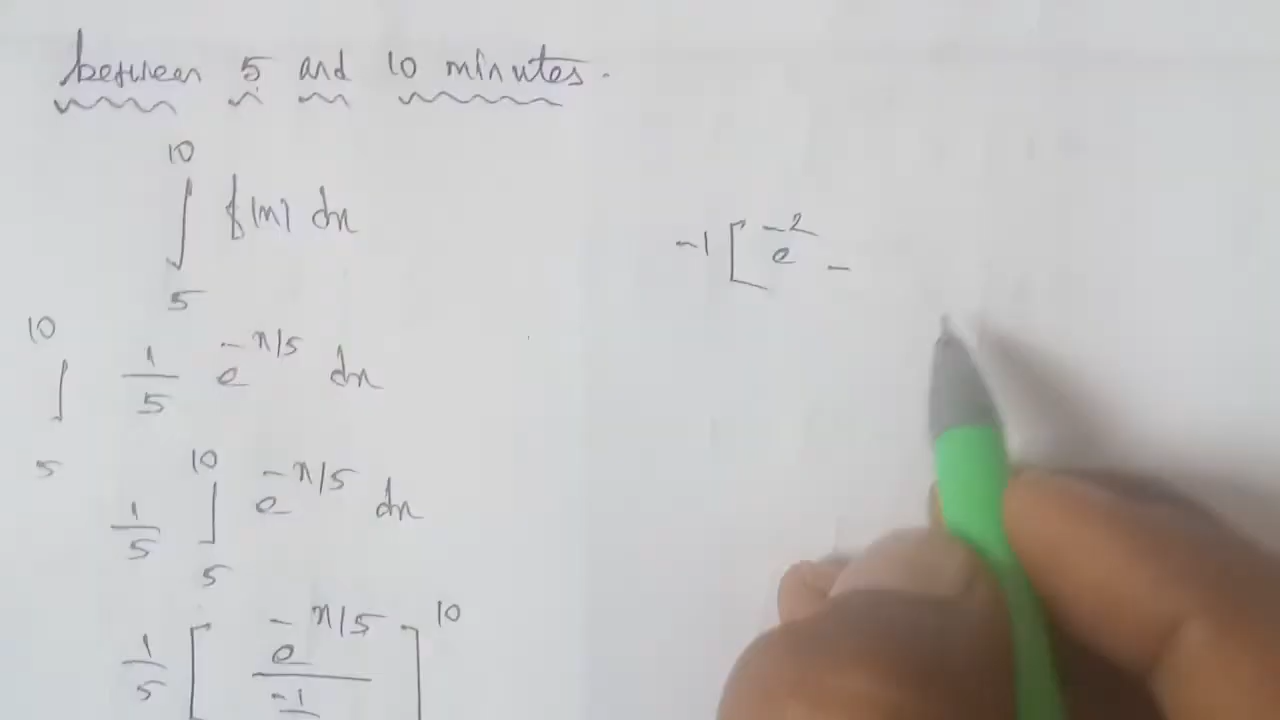 between 5 and 10 minutes.
10
∫ f(x) dx
5
10
∫ 1/5 e^-x/5 dx
5
1/5 ∫ 10 5 e^-x/5 dx
1/5 [ e^-x/5 / -1 ] 10
-1 [ e^-2 -